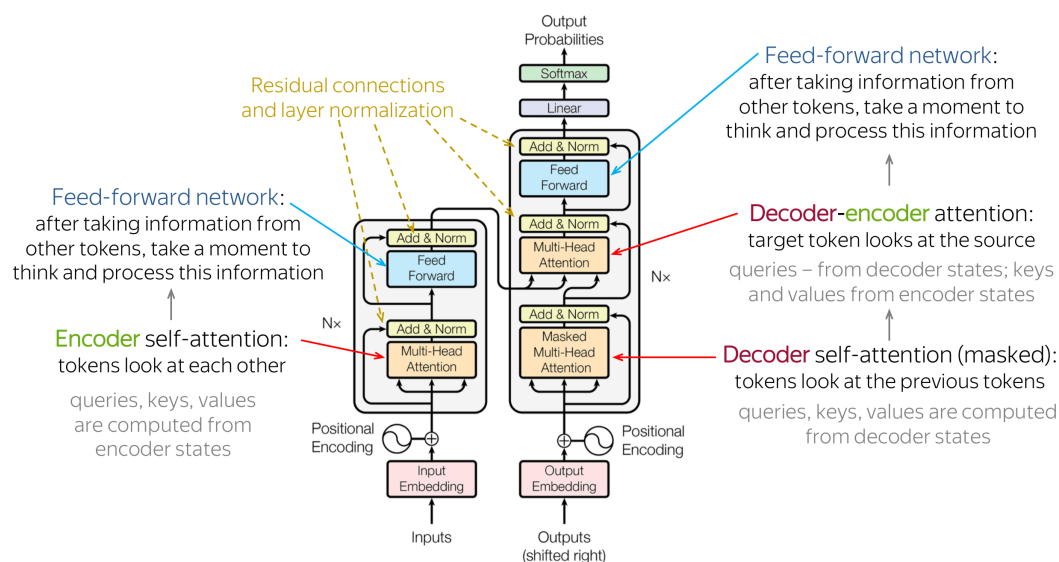 Output
Probabilities
Softmax
Linear
Add & Norm
Feed
Forward
Add & Norm
Multi-Head
Attention
Add & Norm
Masked
Multi-Head
Attention
Nx
Positional
Encoding
Output
Embedding
Outputs
(shifted right)
Residual connections
and layer normalization
Add & Norm
Feed
Forward
Nx
Add & Norm
Multi-Head
Attention
Positional
Encoding
Input
Embedding
Inputs
Feed-forward network:
after taking information from
other tokens, take a moment to
think and process this information
Encoder self-attention:
tokens look at each other
queries, keys, values
are computed from
encoder states
Feed-forward network:
after taking information from
other tokens, take a moment to
think and process this information
Decoder-encoder attention:
target token looks at the source
queries – from decoder states; keys
and values from encoder states
Decoder self-attention (masked):
tokens look at the previous tokens
queries, keys, values are computed
from decoder states